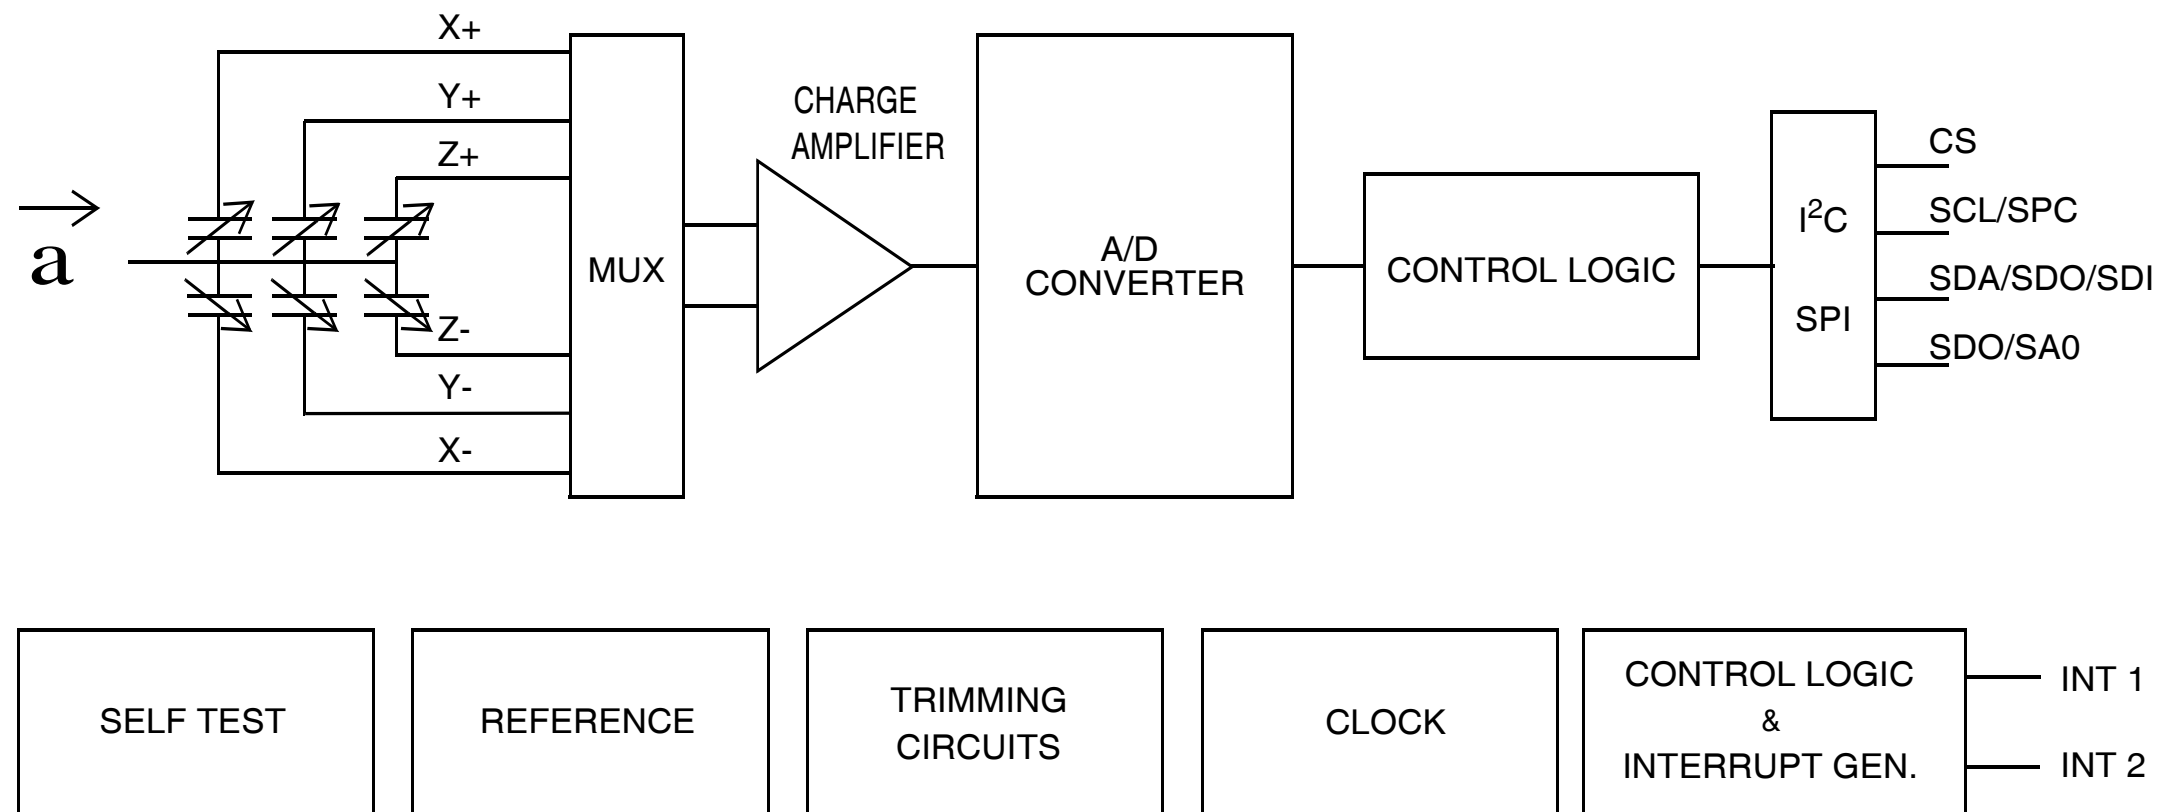 X+
Y+
Z+
a
Z-
Y-
X-
MUX
CHARGE
AMPLIFIER
A/D
CONVERTER
CONTROL LOGIC
I²C
SPI
CS
SCL/SPC
SDA/SDO/SDI
SDO/SA0
SELF TEST
REFERENCE
TRIMMING
CIRCUITS
CLOCK
CONTROL LOGIC
&
INTERRUPT GEN.
INT 1
INT 2